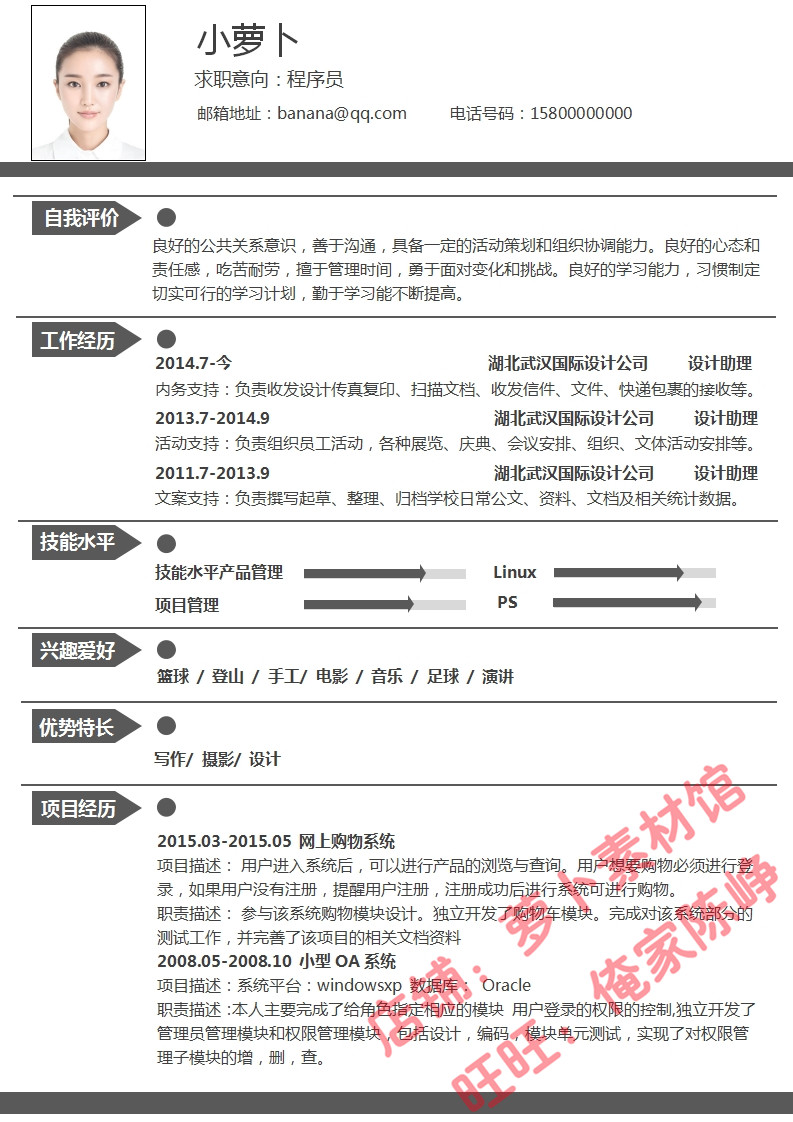 小萝卜
求职意向：程序员
邮箱地址：banana@qq.com 电话号码：15800000000
自我评价
良好的公共关系意识，善于沟通，具备一定的活动策划和组织协调能力。良好的心态和
责任感，吃苦耐劳，擅于管理时间，勇于面对变化和挑战。良好的学习能力，习惯制定
切实可行的学习计划，勤于学习能不断提高。
工作经历
2014.7-今 湖北武汉国际设计公司 设计助理
内务支持：负责收发设计传真复印、扫描文档、收发信件、文件、快递包裹的接收等。
2013.7-2014.9 湖北武汉国际设计公司 设计助理
活动支持：负责组织员工活动，各种展览、庆典、会议安排、组织、文体活动安排等。
2011.7-2013.9 湖北武汉国际设计公司 设计助理
文案支持：负责撰写起草、整理、归档学校日常公文、资料、文档及相关统计数据。
技能水平
技能水平产品管理 Linux
项目管理 PS
兴趣爱好
篮球 / 登山 / 手工/ 电影 / 音乐 / 足球 / 演讲
优势特长
写作/ 摄影/ 设计
项目经历
2015.03-2015.05 网上购物系统
项目描述： 用户进入系统后，可以进行产品的浏览与查询。用户想要购物必须进行登
录，如果用户没有注册，提醒用户注册，注册成功后进行系统可进行购物。
职责描述： 参与该系统购物模块设计。独立开发了购物车模块。完成对该系统部分的
测试工作，并完善了该项目的相关文档资料
2008.05-2008.10 小型 OA 系统
项目描述：系统平台：windowsxp 数据库： Oracle
职责描述：本人主要完成了给角色指定相应的模块 用户登录的权限的控制,独立开发了
管理员管理模块和权限管理模块，包括设计，编码，模块单元测试，实现了对权限管
理子模块的增，删，查。
店铺：萝卜素材馆
旺旺：俺家陈峥